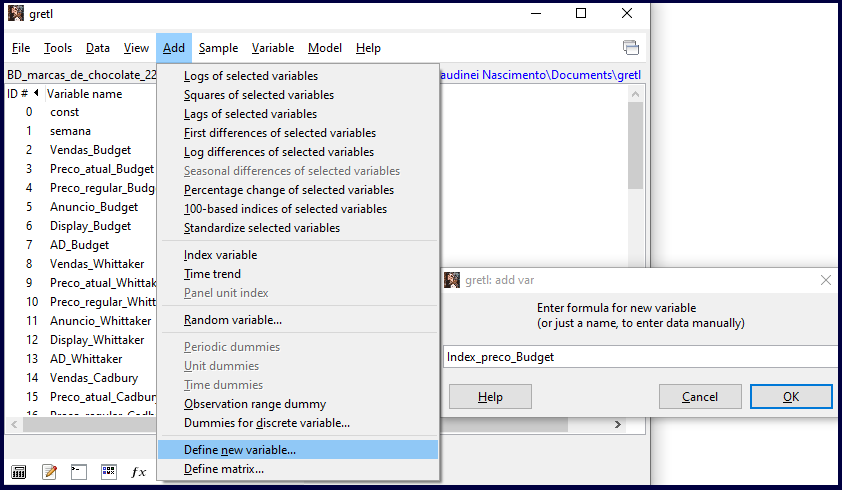 gretl
File Tools Data View Add Sample Variable Model Help
BD_marcas_de_chocolate_22
audinei Nascimento\Documents\gretl
ID # Variable name
0 const
1 semana
2 Vendas_Budget
3 Preco_atual_Budget
4 Preco_regular_Budg
5 Anuncio_Budget
6 Display_Budget
7 AD_Budget
8 Vendas_Whittaker
9 Preco_atual_Whittak
10 Preco_regular_Whitt
11 Anuncio_Whittaker
12 Display_Whittaker
13 AD_Whittaker
14 Vendas_Cadbury
15 Preco_atual_Cadbury
16 Preco_regular_Cadb
Logs of selected variables
Squares of selected variables
Lags of selected variables
First differences of selected variables
Log differences of selected variables
Seasonal differences of selected variables
Percentage change of selected variables
100-based indices of selected variables
Standardize selected variables
Index variable
Time trend
Panel unit index
Random variable...
Periodic dummies
Unit dummies
Time dummies
Observation range dummy
Dummies for discrete variable...
Define new variable...
Define matrix...
fx
gretl: add var
Enter formula for new variable
(or just a name, to enter data manually)
Index_preco_Budget
Help Cancel OK